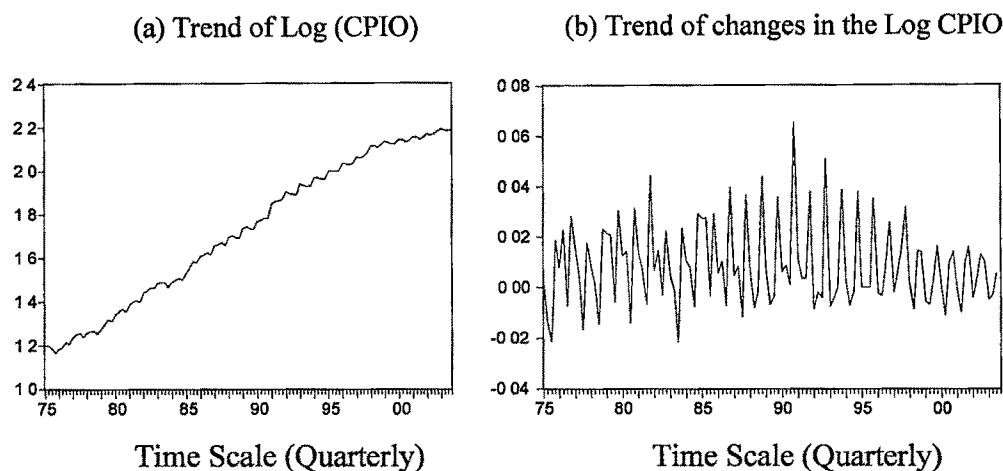 (a) Trend of Log (CPIO)
2 4
2 2
2 0
1 8
1 6
1 4
1 2
1 0
75 80 85 90 95 00
Time Scale (Quarterly)
(b) Trend of changes in the Log CPIO
0 08
0 06
0 04
0 02
0 00
-0 02
-0 04
75 80 85 90 95 00
Time Scale (Quarterly)